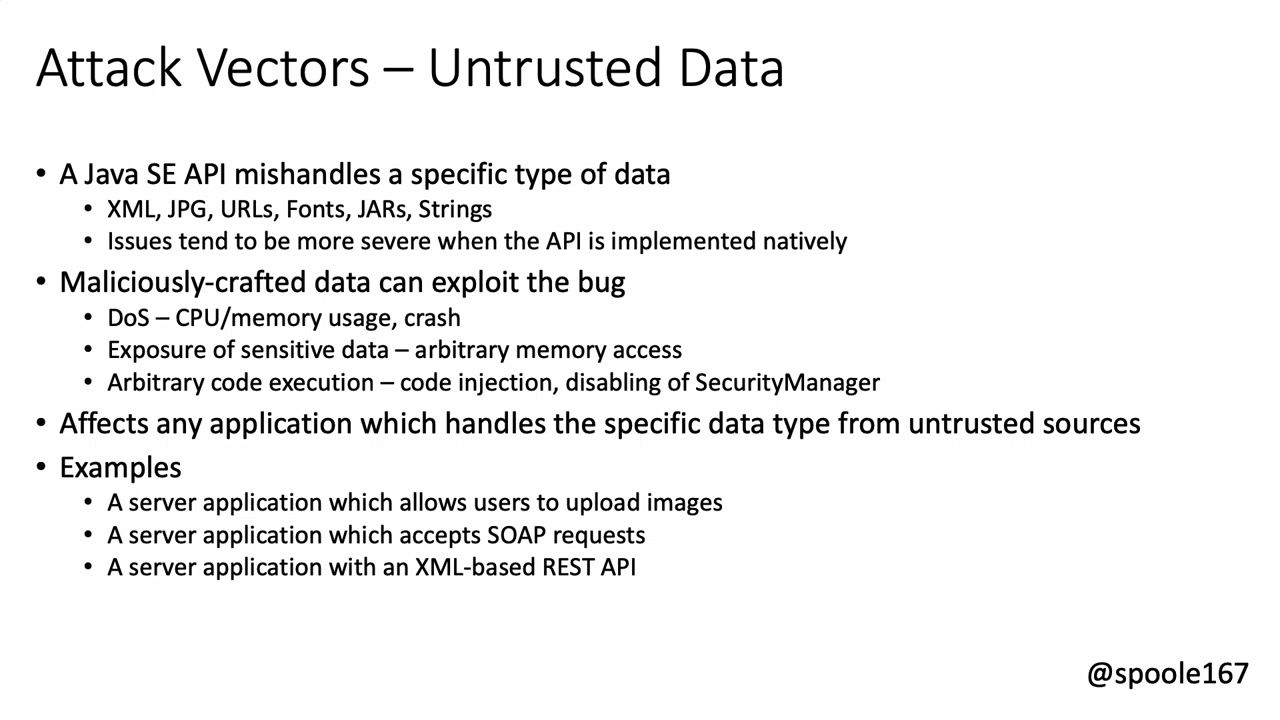 Attack Vectors – Untrusted Data
• A Java SE API mishandles a specific type of data
• XML, JPG, URLs, Fonts, JARs, Strings
• Issues tend to be more severe when the API is implemented natively
• Maliciously-crafted data can exploit the bug
• DoS – CPU/memory usage, crash
• Exposure of sensitive data – arbitrary memory access
• Arbitrary code execution – code injection, disabling of SecurityManager
• Affects any application which handles the specific data type from untrusted sources
• Examples
• A server application which allows users to upload images
• A server application which accepts SOAP requests
• A server application with an XML-based REST API
@spoole167